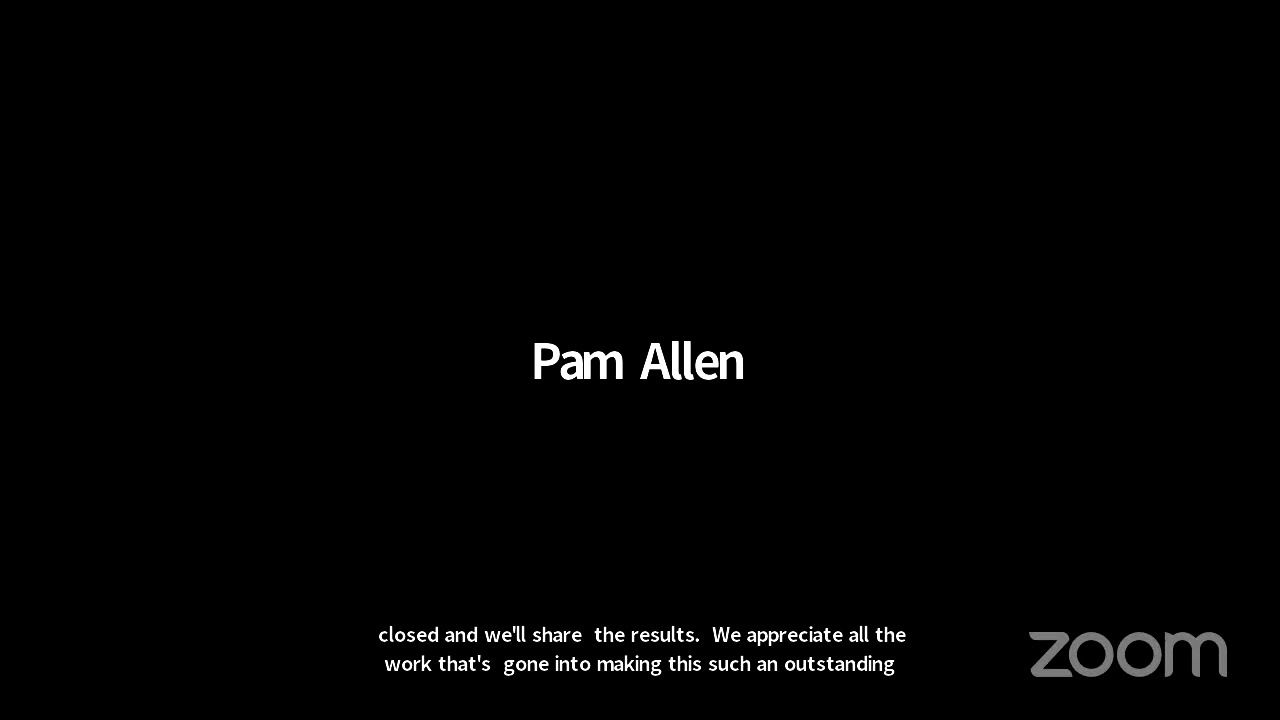 Pam Allen
closed and we'll share the results. We appreciate all the
work that's gone into making this such an outstanding
zoom